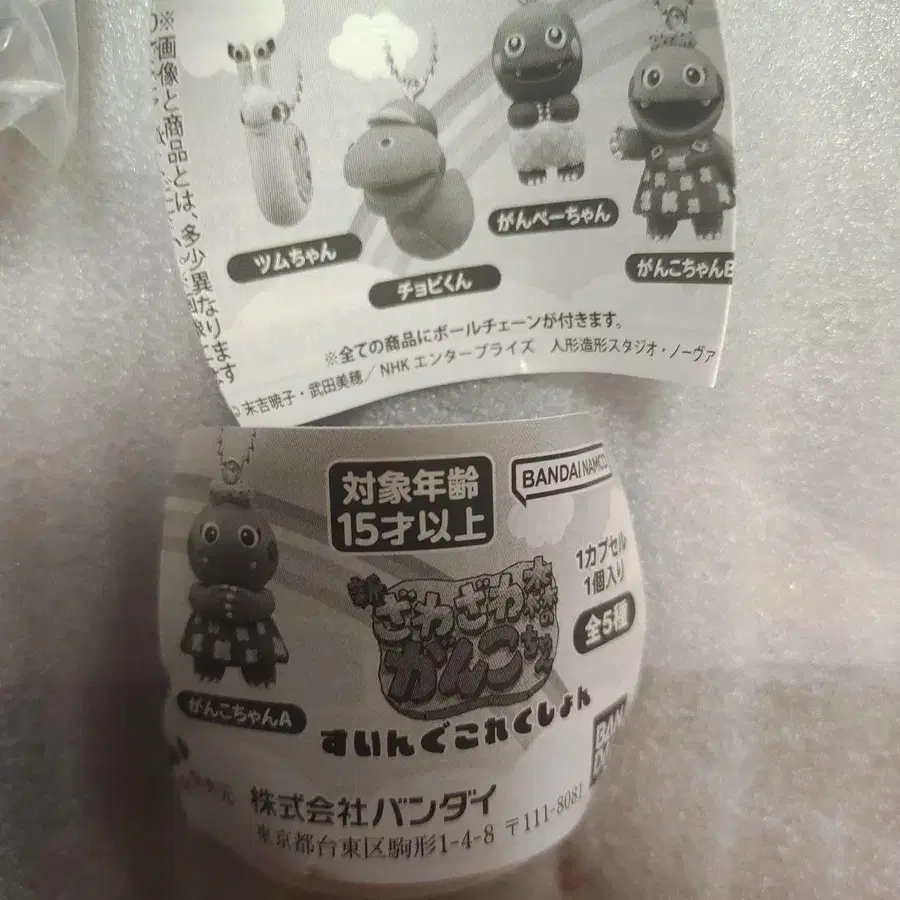 ※画像と商品とは、多少異なります
ツムちゃん
チョビくん
がんぺーちゃん
がんこちゃんB
※全ての商品にボールチェーンが付きます。
末吉暁子・武田美穂／NHK エンタープライズ 人形造形スタジオ・ノーヴァ
対象年齢
15才以上
BANDAI NAMCO
1カプセル
1個入り
全5種
新ざわざわ森の
がんこちゃん
すいんぐこれくしょん
がんこちゃんA
BAN
株式会社バンダイ
東京都台東区駒形1-4-8 〒111-8081